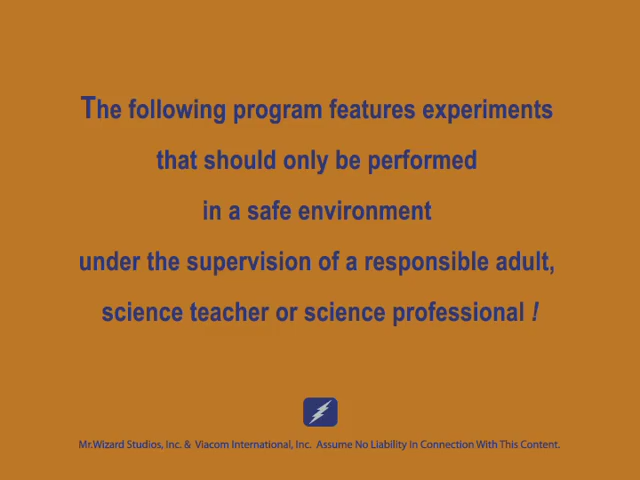 The following program features experiments
that should only be performed
in a safe environment
under the supervision of a responsible adult,
science teacher or science professional !
Mr.Wizard Studios, Inc. & Viacom International, Inc. Assume No Liability In Connection With This Content.